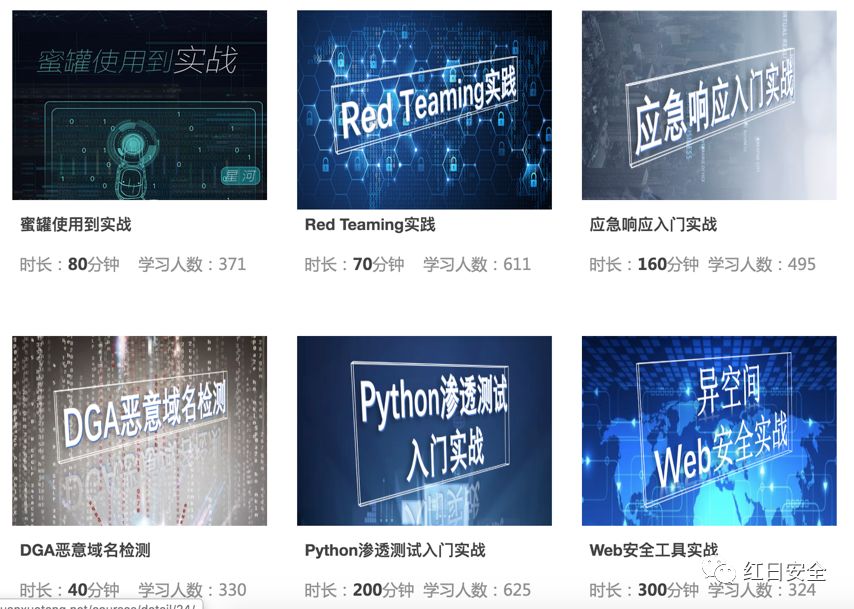 蜜罐使用到实战
星河
Red Teaming实践
应急响应入门实战
蜜罐使用到实战
Red Teaming实践
应急响应入门实战
时长：80分钟 学习人数：371
时长：70分钟 学习人数：611
时长：160分钟 学习人数：495
DGA恶意域名检测
Python渗透测试
入门实战
异空间
Web安全实战
DGA恶意域名检测
Python渗透测试入门实战
Web安全工具实战
红日安全
时长：40分钟 学习人数：330
时长：200分钟 学习人数：625
时长：300分钟 学习人数：324